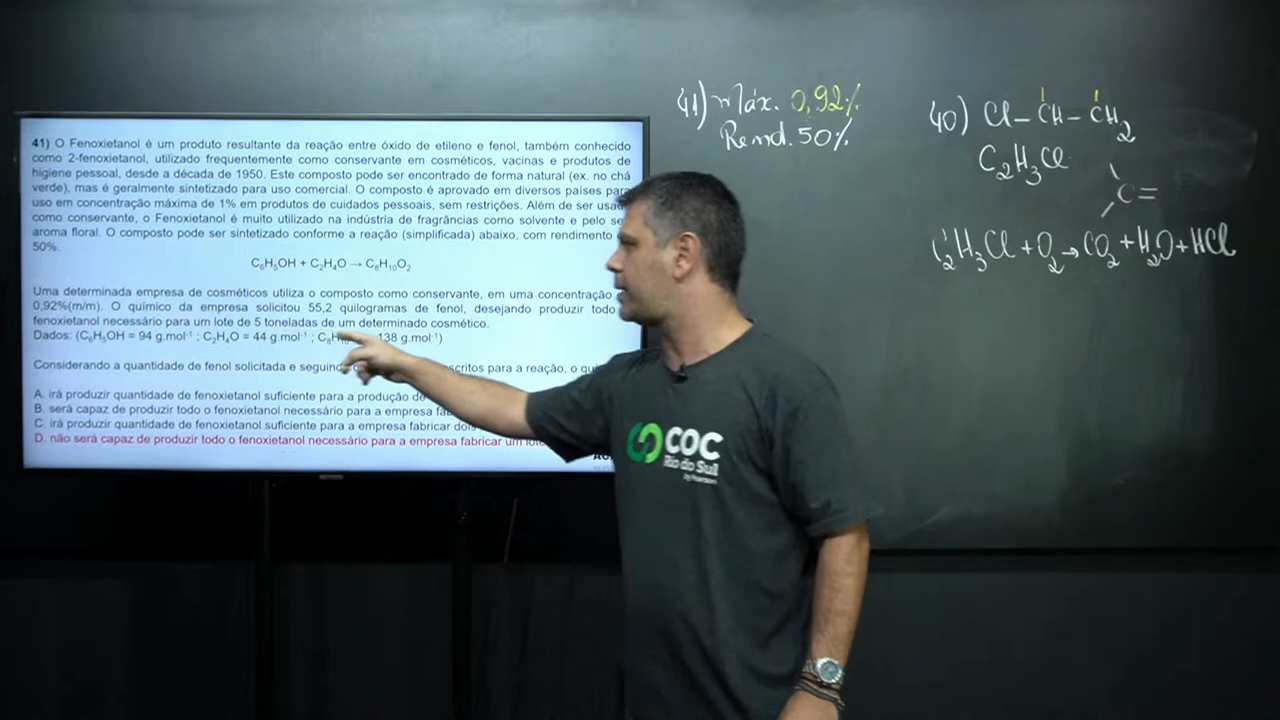 41) O Fenoxietanol é um produto resultante da reação entre óxido de etileno e fenol, também conhecido
como 2-fenoxietanol, utilizado frequentemente como conservante em cosméticos, vacinas e produtos de
higiene pessoal, desde a década de 1950. Este composto pode ser encontrado de forma natural (ex. no chá
verde), mas é geralmente sintetizado para uso comercial. O composto é aprovado em diversos países para
uso em concentração máxima de 1% em produtos de cuidados pessoais, sem restrições. Além de ser
como conservante, o Fenoxietanol é muito utilizado na indústria de fragrâncias como solvente e pelo
aroma floral. O composto pode ser sintetizado conforme a reação (simplificada) abaixo, com rendimento
50%.
C₆H₅OH + C₂H₄O → C₈H₁₀O₂
Uma determinada empresa de cosméticos utiliza o composto como conservante, em uma concentração
0,92%(m/m). O químico da empresa solicitou 55,2 quilogramas de fenol, desejando produzir todo
fenoxietanol necessário para um lote de 5 toneladas de um determinado cosmético.
Dados: (C₆H₅OH = 94 g.mol⁻¹ ; C₂H₄O = 44 g.mol⁻¹ ; 138 g.mol⁻¹)
Considerando a quantidade de fenol solicitada e para a reação, o
A. irá produzir quantidade de fenoxietanol suficiente para a produção de
B. será capaz de produzir todo o fenoxietanol necessário para a empresa
C. irá produzir quantidade de fenoxietanol suficiente para a empresa fabricar
D. não será capaz de produzir todo o fenoxietanol necessário para a empresa fabricar um
41) Máx. 0,92%
Rend. 50%
40) Cl–CH–CH₂
C₂H₃Cl
C=
C₂H₃Cl + O₂ → CO₂ + H₂O + HCl
COC
Rio do Sul
by Pearson